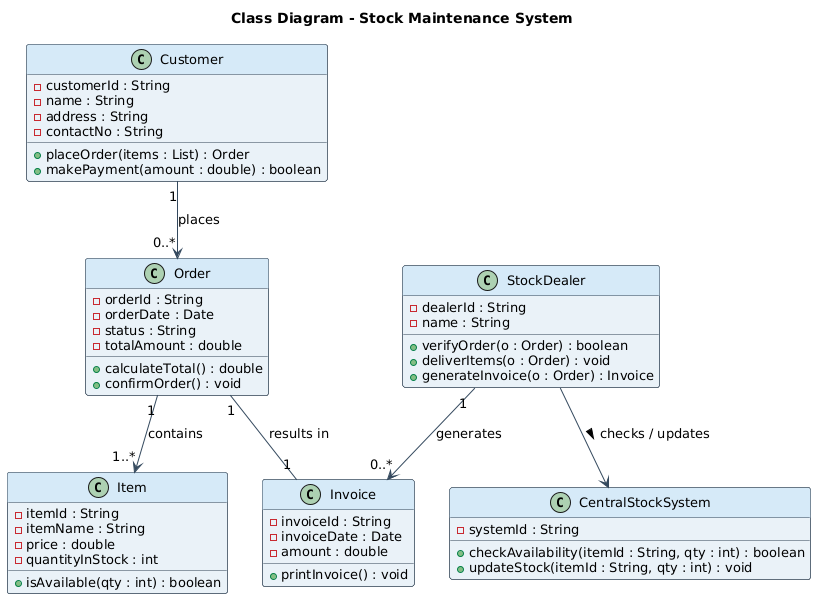 Class Diagram - Stock Maintenance System
C Customer
customerId : String
name : String
address : String
contactNo : String
placeOrder(items : List) : Order
makePayment(amount : double) : boolean
1
places
0..*
C Order
orderId : String
orderDate : Date
status : String
totalAmount : double
calculateTotal() : double
confirmOrder() : void
C StockDealer
dealerId : String
name : String
verifyOrder(o : Order) : boolean
deliverItems(o : Order) : void
generateInvoice(o : Order) : Invoice
1
contains
1..*
1
results in
1
1
generates
0..*
checks / updates
C Item
itemId : String
itemName : String
price : double
quantityInStock : int
isAvailable(qty : int) : boolean
C Invoice
invoiceId : String
invoiceDate : Date
amount : double
printInvoice() : void
C CentralStockSystem
systemId : String
checkAvailability(itemId : String, qty : int) : boolean
updateStock(itemId : String, qty : int) : void